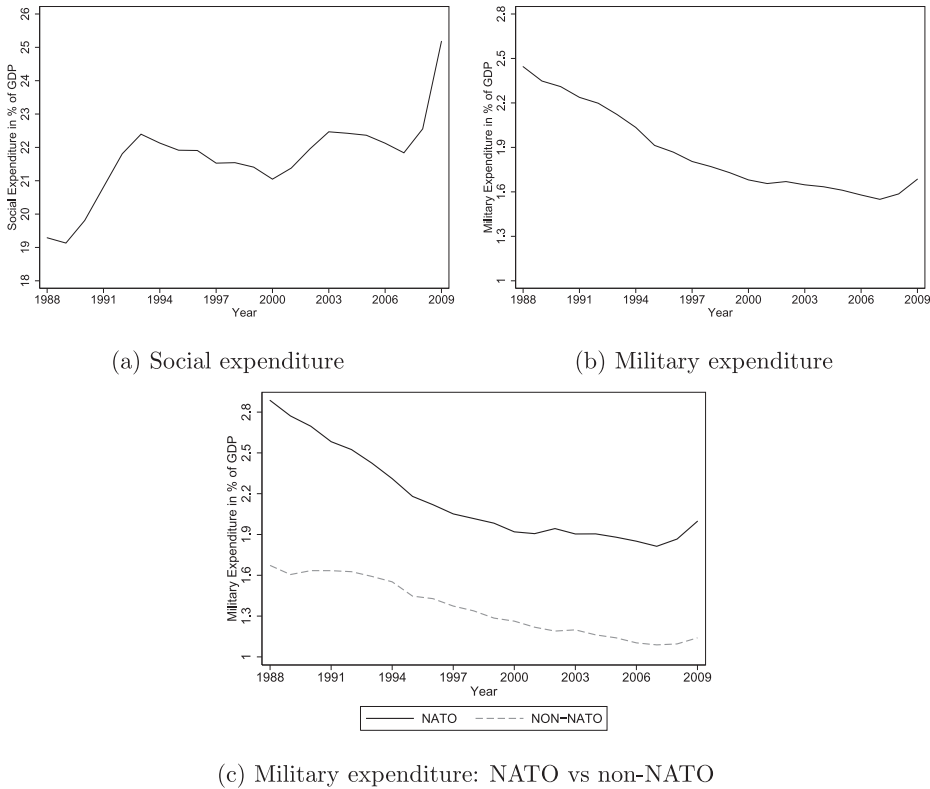 Social Expenditure in % of GDP
26
25
24
23
22
21
20
19
18
1988 1991 1994 1997 2000 2003 2006 2009
Year
(a) Social expenditure
Military Expenditure in % of GDP
2.8
2.5
2.2
1.9
1.6
1.3
1
1988 1991 1994 1997 2000 2003 2006 2009
Year
(b) Military expenditure
Military Expenditure in % of GDP
2.8
2.5
2.2
1.9
1.6
1.3
1
1988 1991 1994 1997 2000 2003 2006 2009
Year
NATO NON−NATO
(c) Military expenditure: NATO vs non-NATO